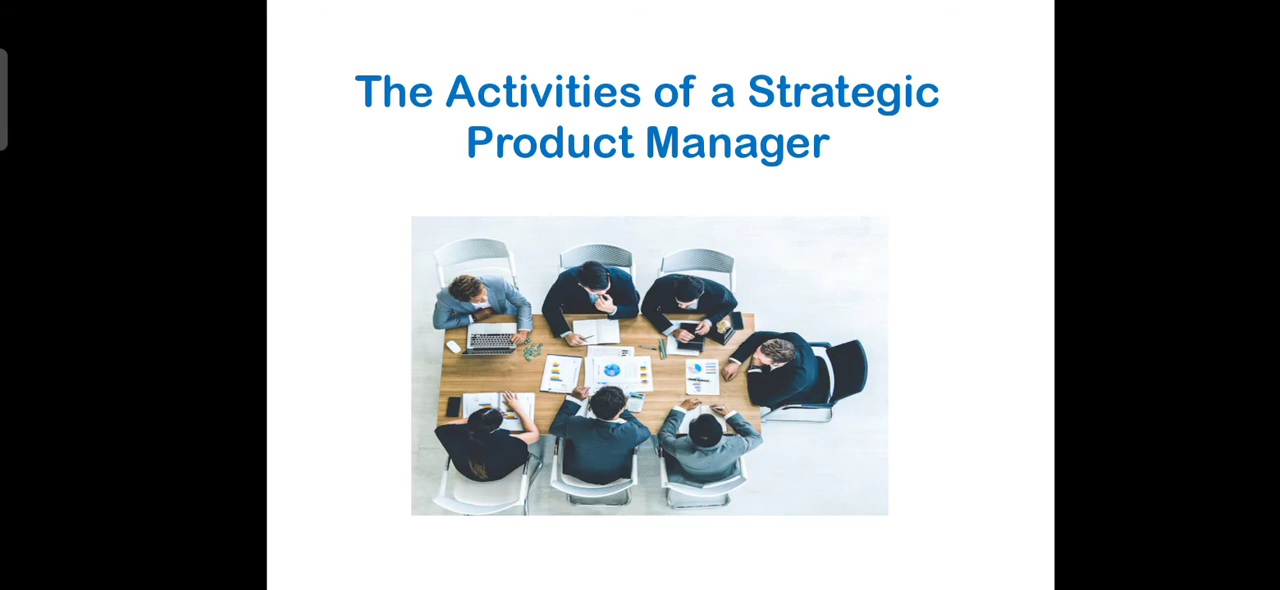 The Activities of a Strategic
Product Manager